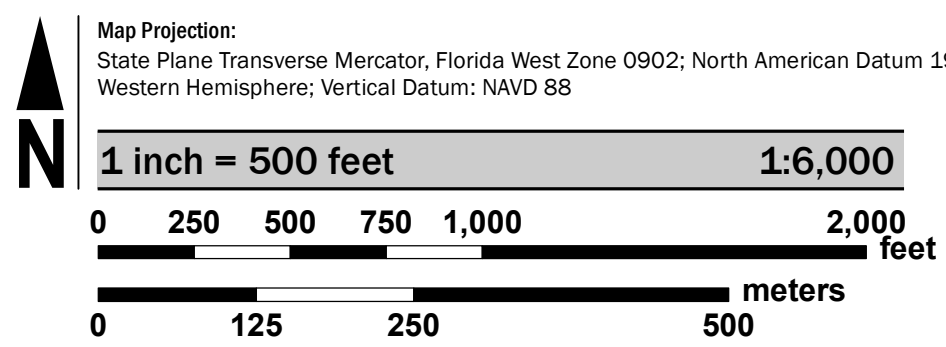 Map Projection:
State Plane Transverse Mercator, Florida West Zone 0902; North American Datum
Western Hemisphere; Vertical Datum: NAVD 88
N
1 inch = 500 feet 1:6,000
0 250 500 750 1,000 2,000
feet
meters
0 125 250 500